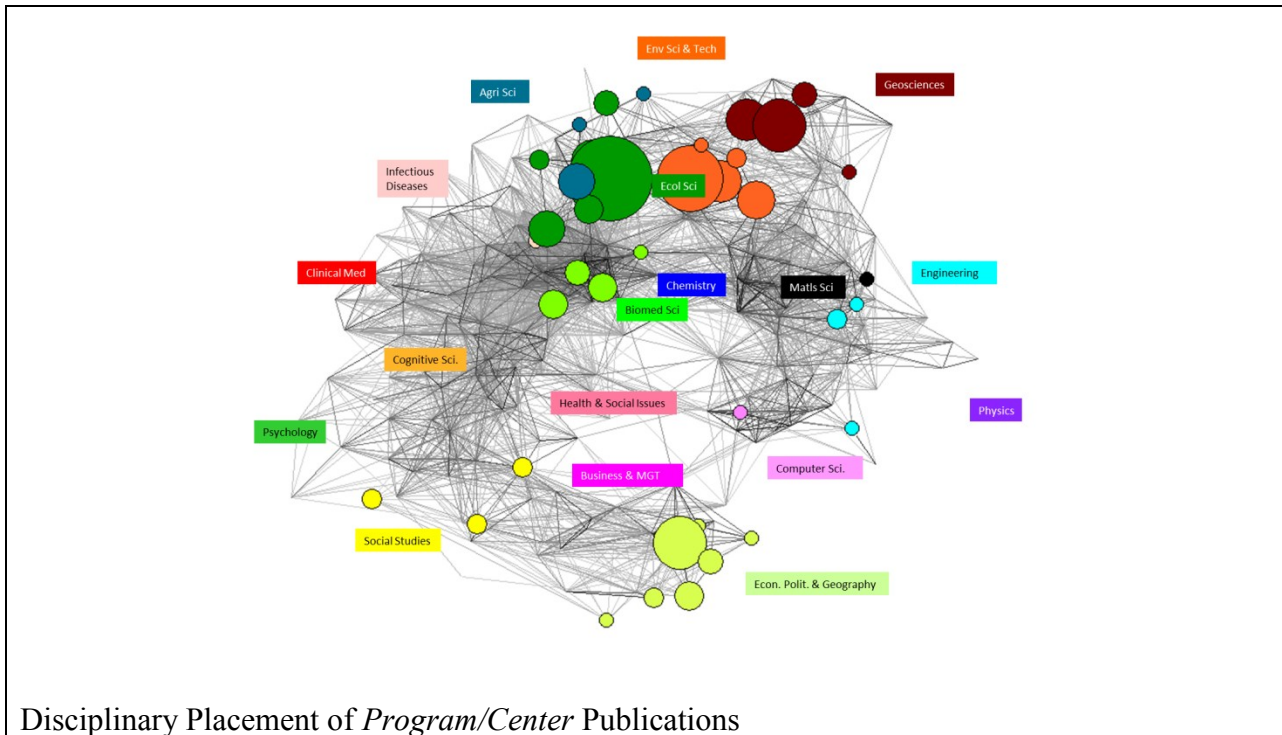 Env Sci & Tech
Geosciences
Agri Sci
Infectious
Diseases
Ecol Sci
Clinical Med
Chemistry
Matls Sci
Engineering
Biomed Sci
Cognitive Sci.
Health & Social Issues
Physics
Psychology
Business & MGT
Computer Sci.
Social Studies
Econ. Polit. & Geography
Disciplinary Placement of Program/Center Publications